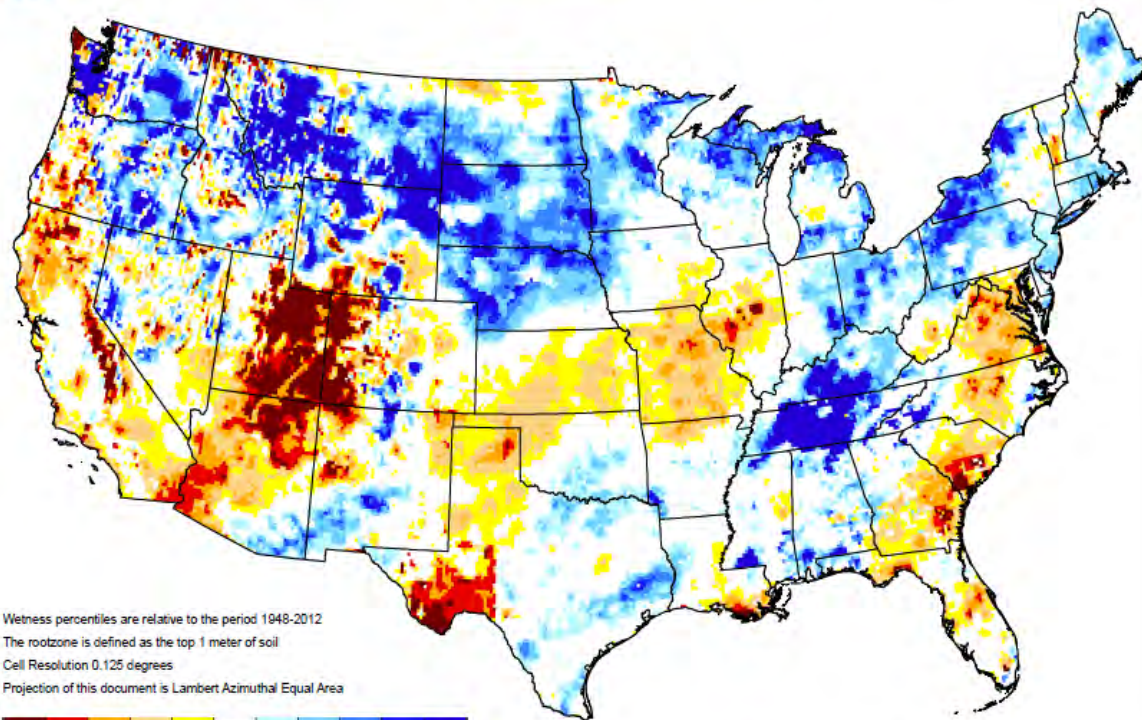 Wetness percentiles are relative to the period 1948-2012
The rootzone is defined as the top 1 meter of soil
Cell Resolution 0.125 degrees
Projection of this document is Lambert Azimuthal Equal Area